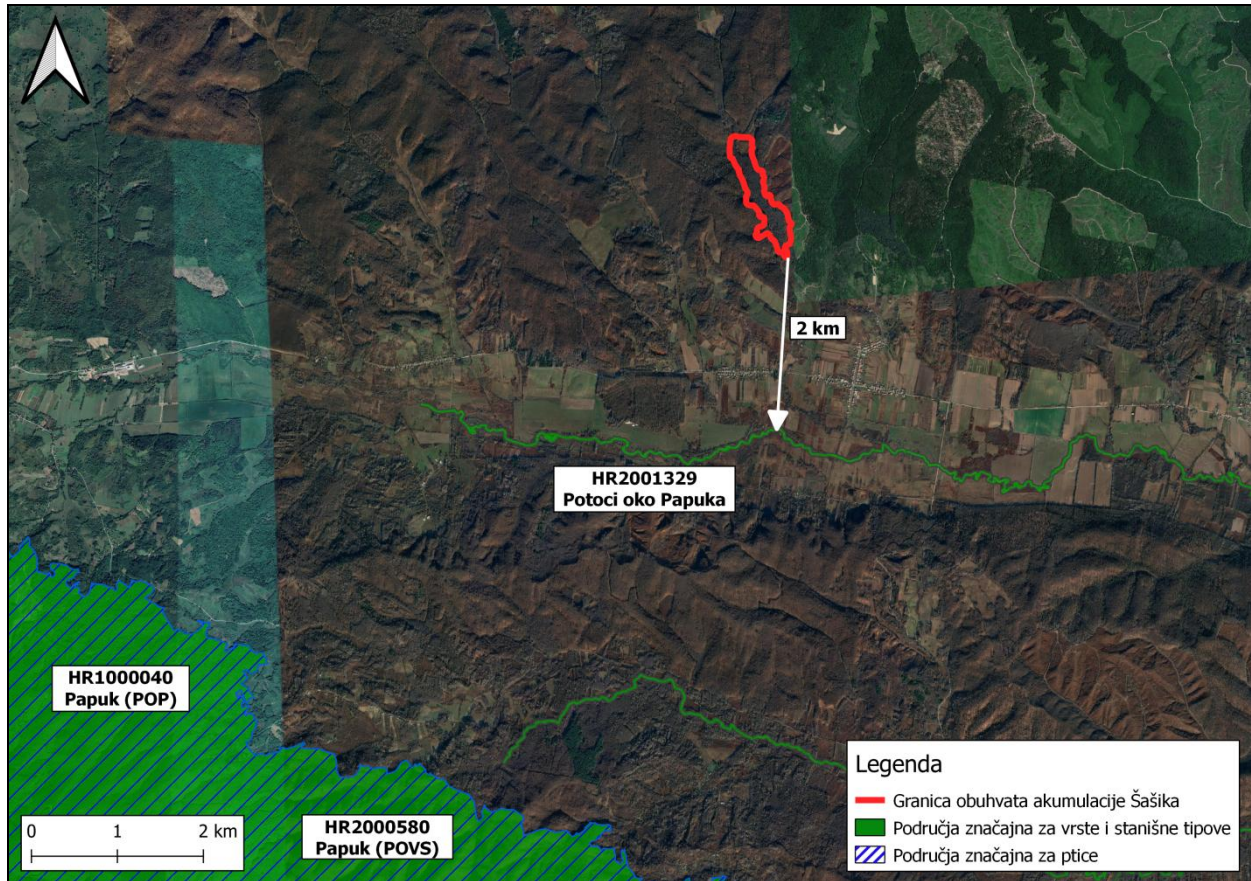 2 km
HR2001329
Potoci oko Papuka
HR1000040
Papuk (POP)
HR2000580
Papuk (POVS)
0 1 2 km
Legenda
Granica obuhvata akumulacije Šašika
Područja značajna za vrste i stanišne tipove
Područja značajna za ptice